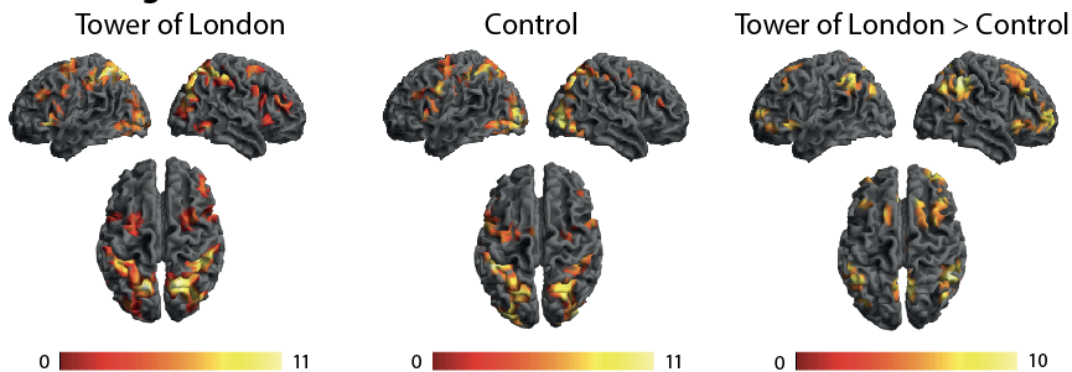 Tower of London
Control
Tower of London > Control
0 11
0 11
0 10